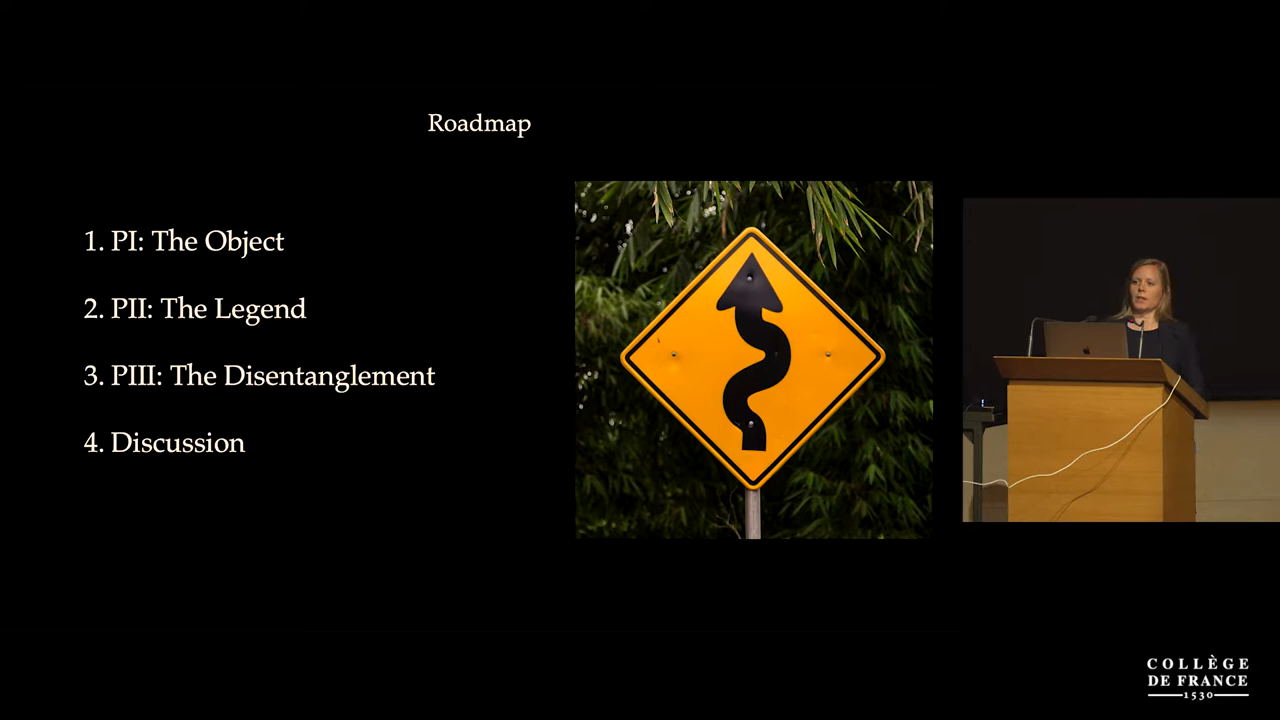 Roadmap
1. PI: The Object
2. PII: The Legend
3. PIII: The Disentanglement
4. Discussion
COLLÈGE
DE FRANCE
1530